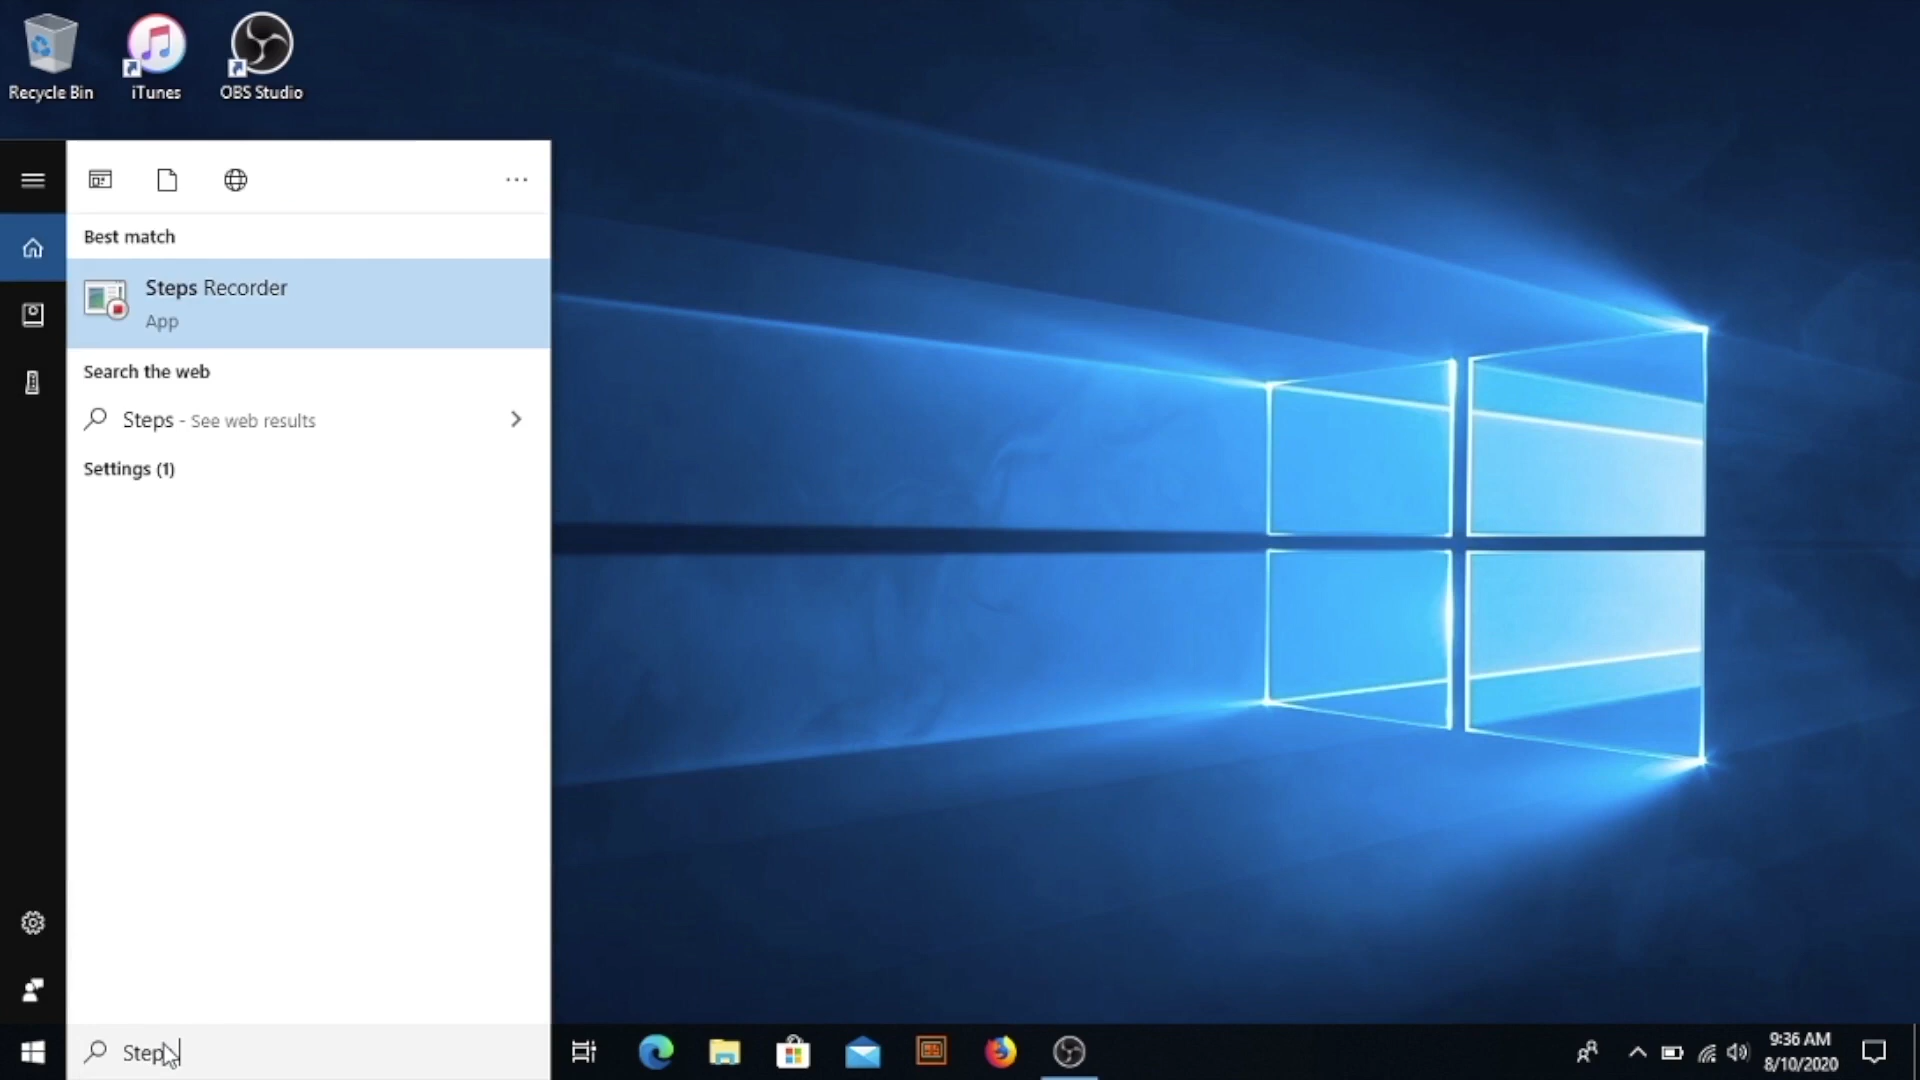 Recycle Bin
iTunes
OBS Studio
Best match
Steps Recorder
App
Search the web
Steps - See web results
Settings (1)
Step
9:36 AM
8/10/2020